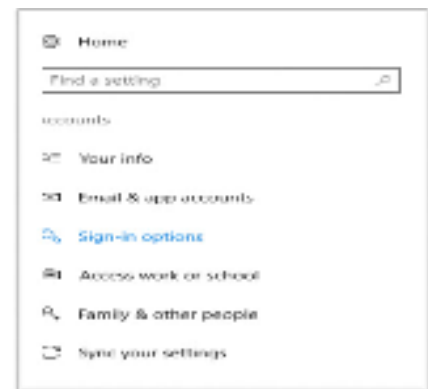 Home
Find a setting
Accounts
Your info
Email & app accounts
Sign-in options
Access work or school
Family & other people
Sync your settings